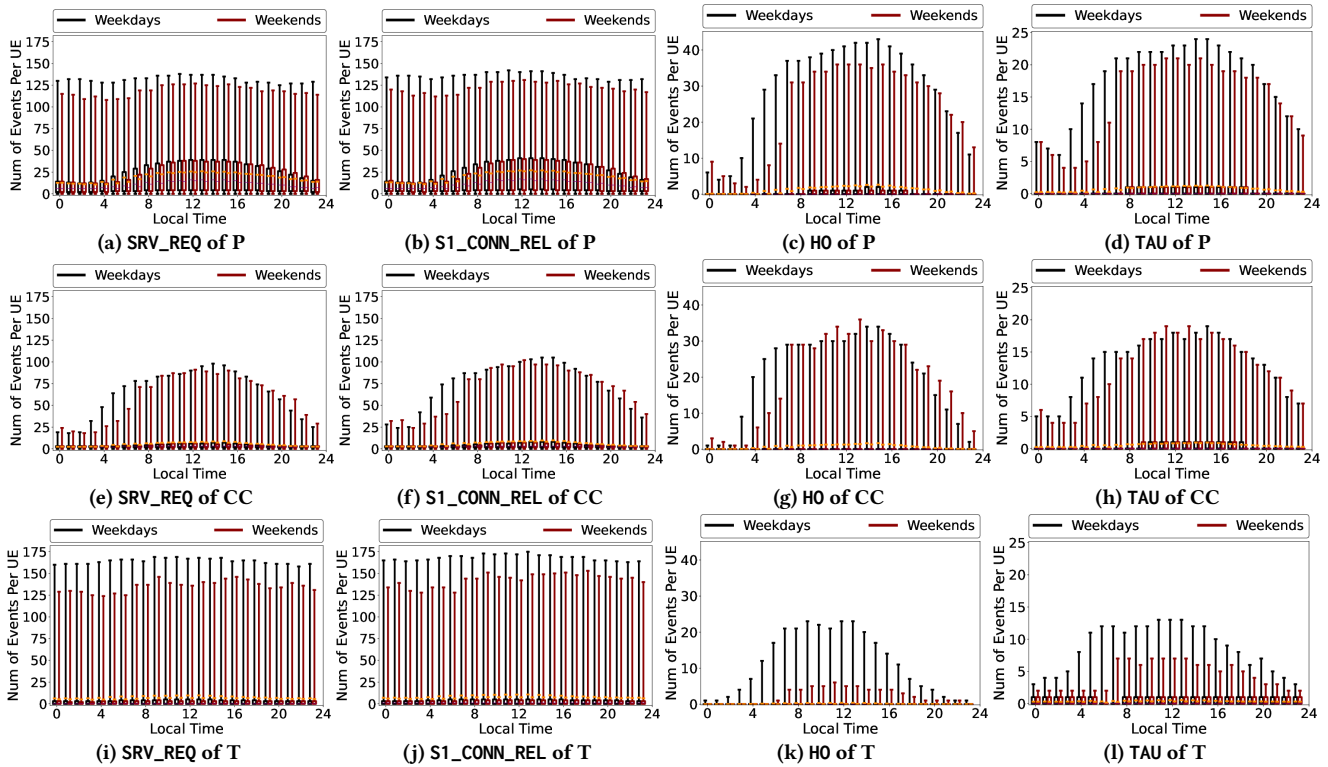 Weekdays Weekends
Num of Events Per UE
175
150
125
100
75
50
25
0
0 4 8 12 16 20 24
Local Time
(a) SRV_REQ of P
Weekdays Weekends
Num of Events Per UE
175
150
125
100
75
50
25
0
0 4 8 12 16 20 24
Local Time
(b) S1_CONN_REL of P
Weekdays Weekends
Num of Events Per UE
40
30
20
10
0
0 4 8 12 16 20 24
Local Time
(c) HO of P
Weekdays Weekends
Num of Events Per UE
25
20
15
10
5
0
0 4 8 12 16 20 24
Local Time
(d) TAU of P
Weekdays Weekends
Num of Events Per UE
175
150
125
100
75
50
25
0
0 4 8 12 16 20 24
Local Time
(e) SRV_REQ of CC
Weekdays Weekends
Num of Events Per UE
175
150
125
100
75
50
25
0
0 4 8 12 16 20 24
Local Time
(f) S1_CONN_REL of CC
Weekdays Weekends
Num of Events Per UE
40
30
20
10
0
0 4 8 12 16 20 24
Local Time
(g) HO of CC
Weekdays Weekends
Num of Events Per UE
25
20
15
10
5
0
0 4 8 12 16 20 24
Local Time
(h) TAU of CC
Weekdays Weekends
Num of Events Per UE
175
150
125
100
75
50
25
0
0 4 8 12 16 20 24
Local Time
(i) SRV_REQ of T
Weekdays Weekends
Num of Events Per UE
175
150
125
100
75
50
25
0
0 4 8 12 16 20 24
Local Time
(j) S1_CONN_REL of T
Weekdays Weekends
Num of Events Per UE
40
30
20
10
0
0 4 8 12 16 20 24
Local Time
(k) HO of T
Weekdays Weekends
Num of Events Per UE
25
20
15
10
5
0
0 4 8 12 16 20 24
Local Time
(l) TAU of T